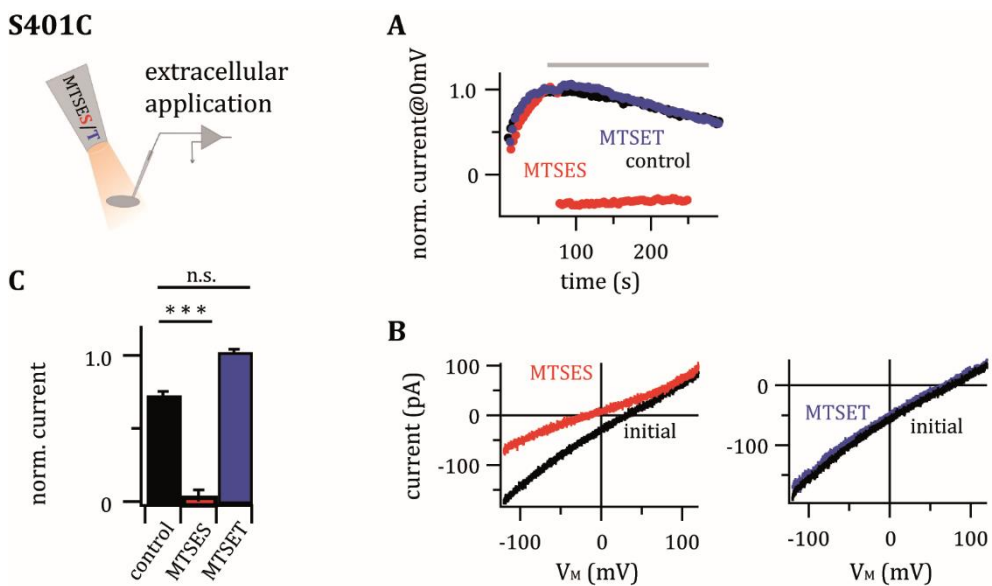 S401C
MTSES/T
extracellular
application
A
norm. current@0mV
1.0
0
MTSET
control
MTSES
100
200
time (s)
C
n.s.
***
norm. current
1.0
0
control
MTSES
MTSET
B
current (pA)
100
0
-100
MTSES
initial
-100
0
100
VM (mV)
0
-100
MTSET
initial
-100
0
100
VM (mV)